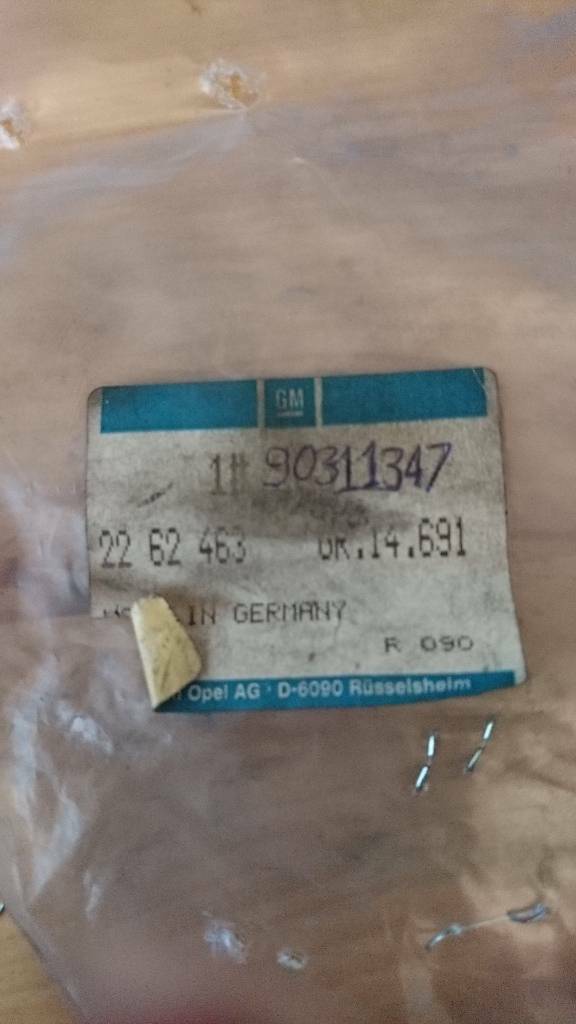 GM
1# 90311347
22 62 463 GR.14.691
IN GERMANY
R 090
Opel AG · D-6090 Rüsselsheim